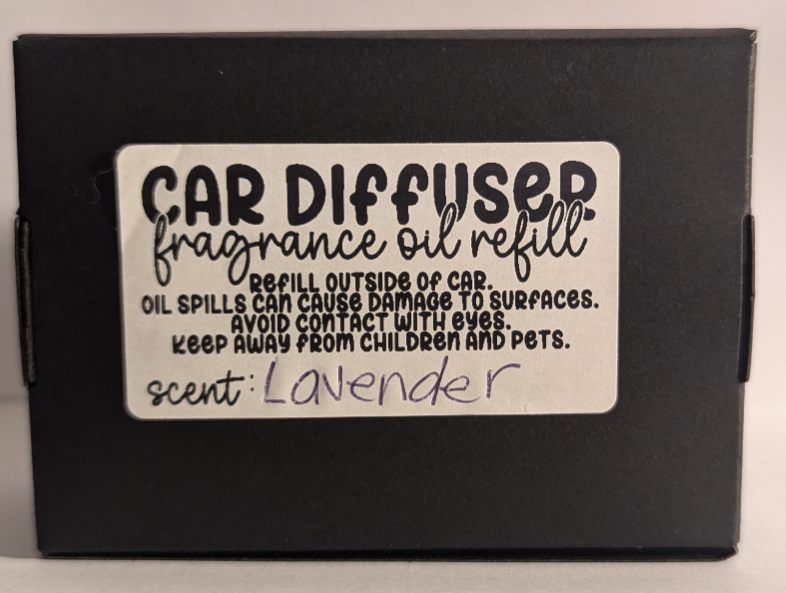 CAR DIFFUSER
fragrance oil refill
REFILL OUTSIDE OF CAR.
OIL SPILLS CAN CAUSE DAMAGE TO SURFACES.
AVOID CONTACT WITH EYES.
KEEP AWAY FROM CHILDREN AND PETS.
scent: Lavender